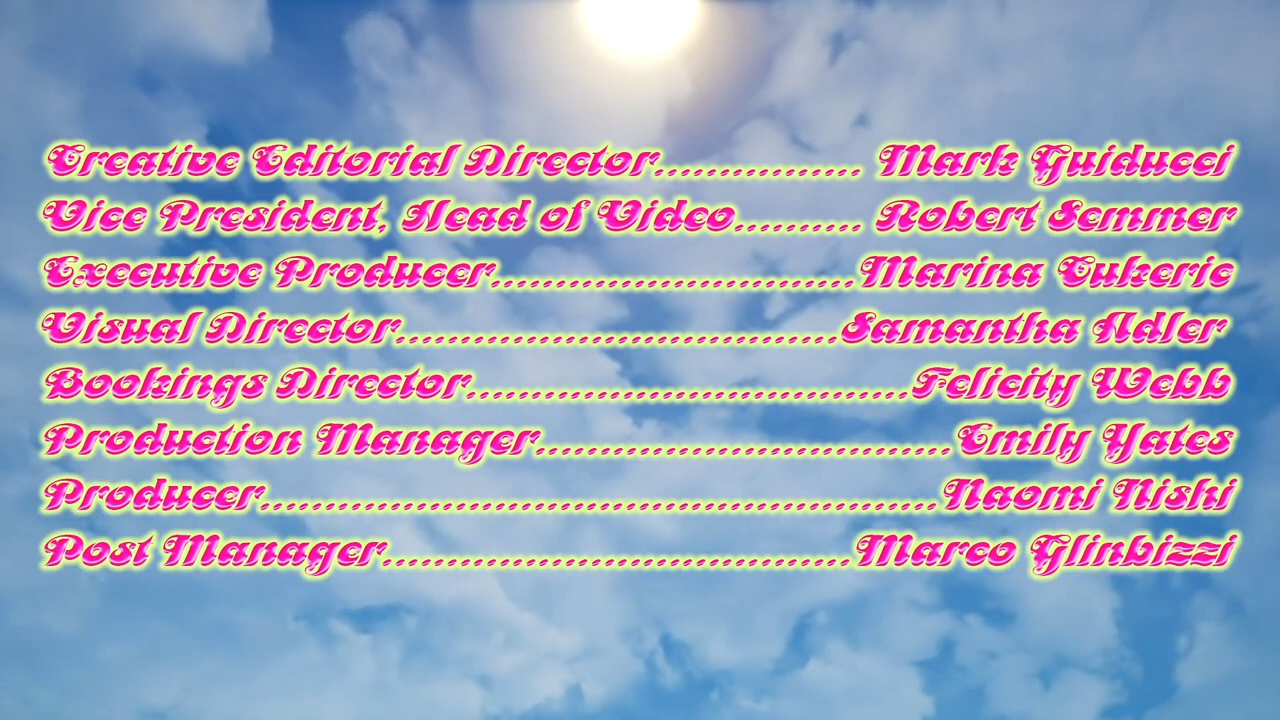 Creative Editorial Director................ Mark Guiducci
Vice President, Head of Video.......... Robert Semmer
Executive Producer............................Marina Cukeric
Visual Director..................................Samantha Adler
Bookings Director..................................Felicity Webb
Production Manager................................Emily Yates
Producer....................................................Naomi Nishi
Post Manager....................................Marco Glinbizzi